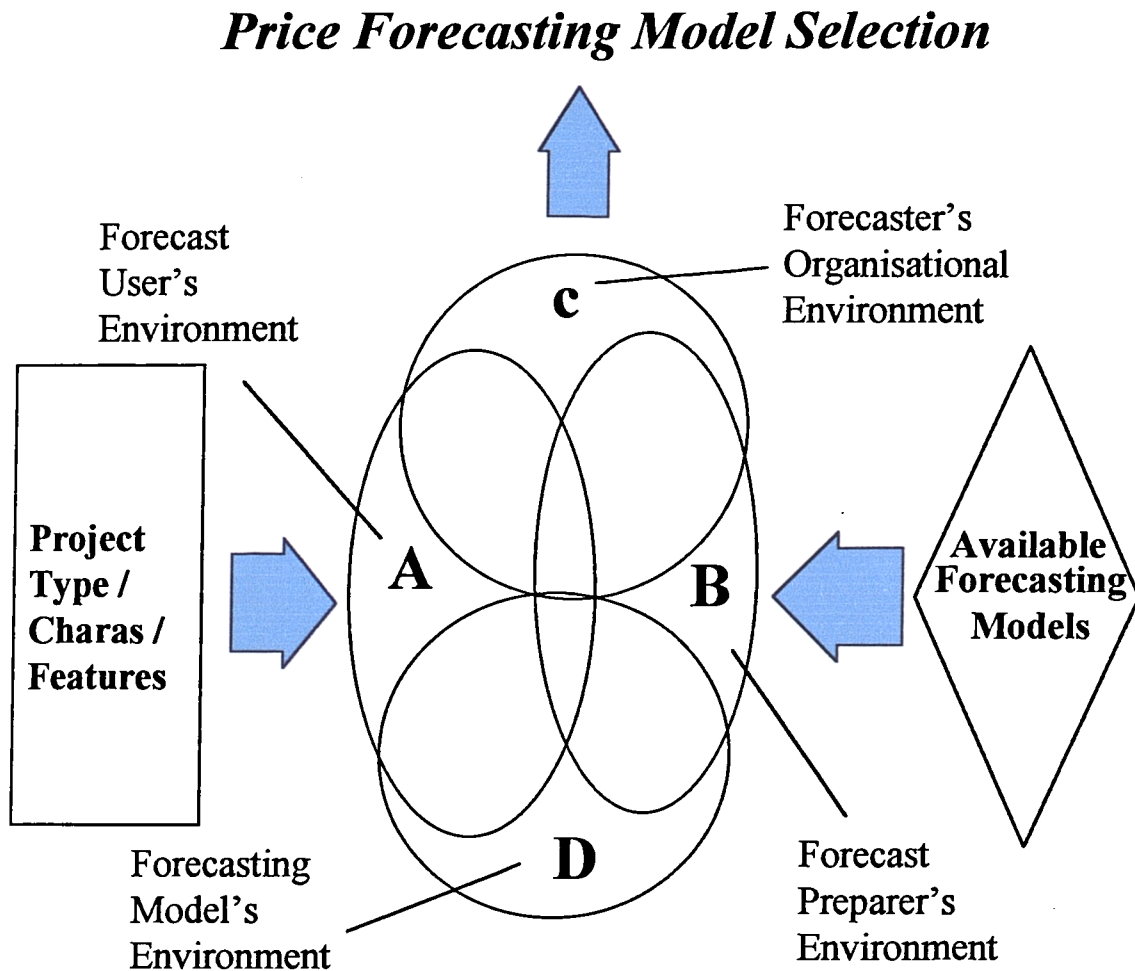 Price Forecasting Model Selection
Forecast
User's
Environment
Forecaster's
Organisational
Environment
c
Project
Type /
Charas /
Features
A
B
Available
Forecasting
Models
D
Forecasting
Model's
Environment
Forecast
Preparer's
Environment